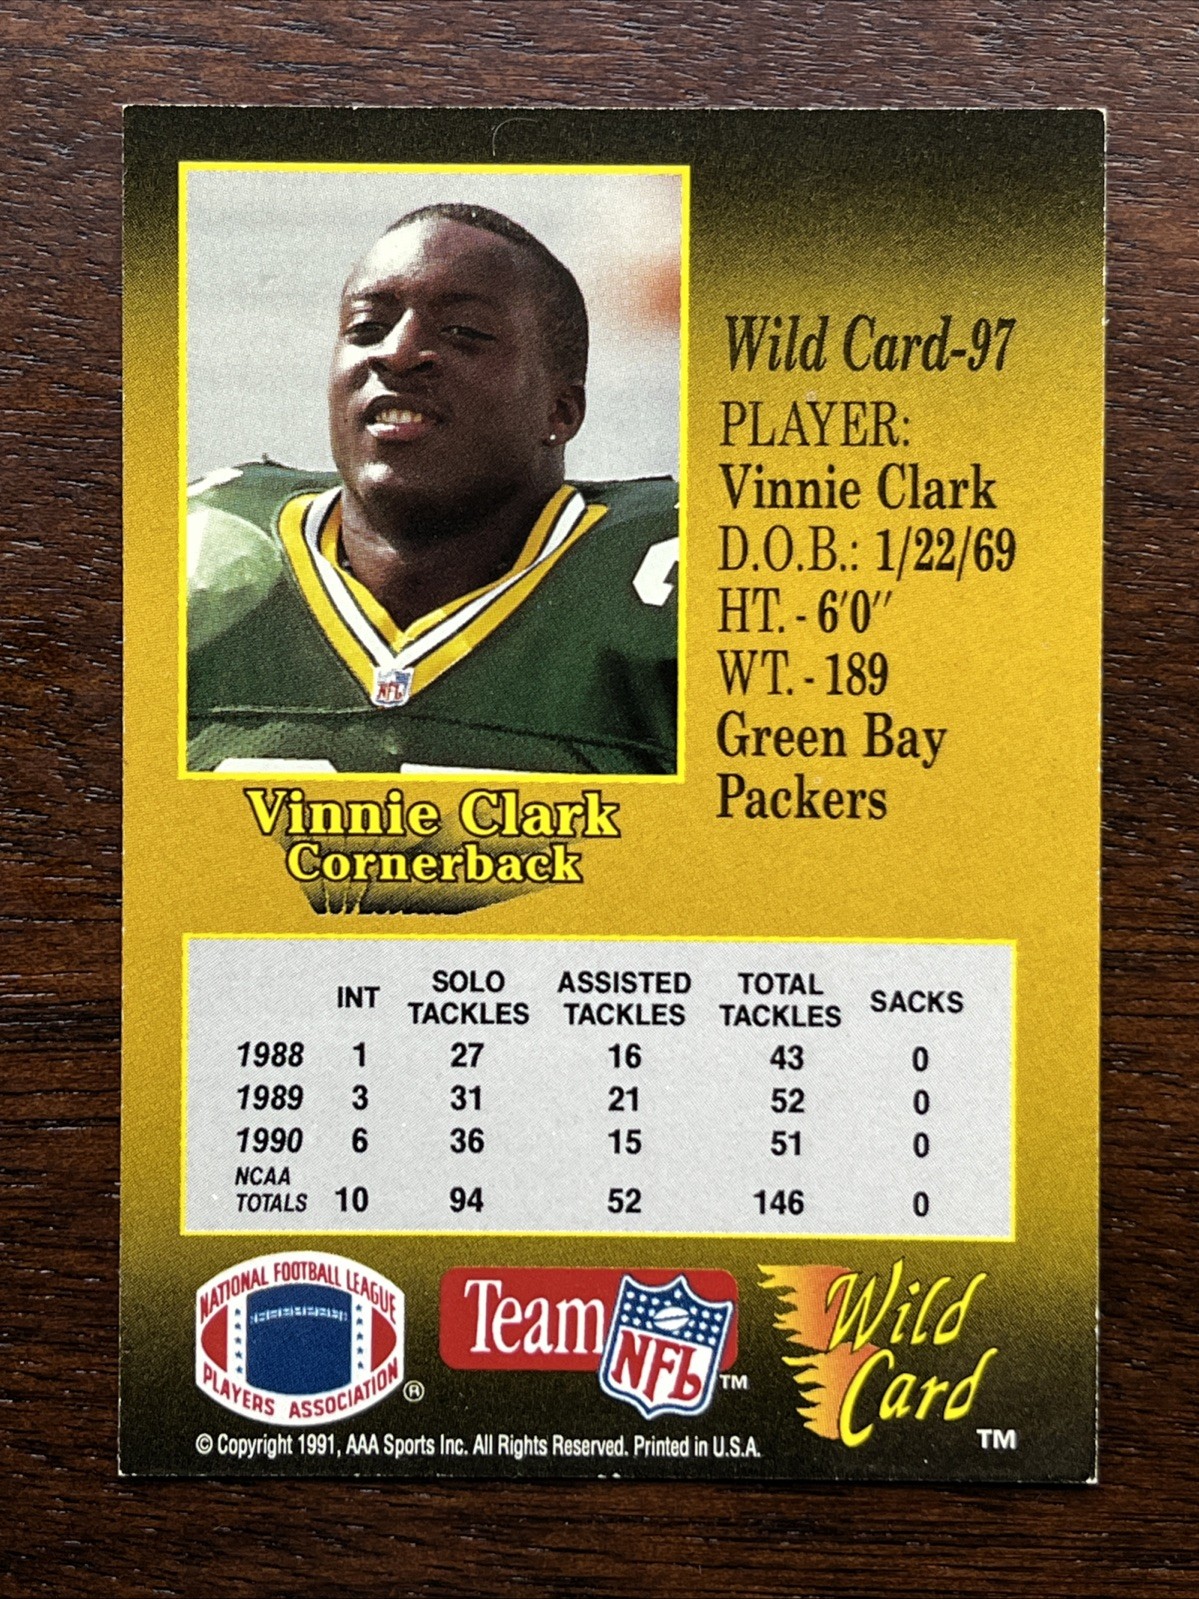 Wild Card-97
PLAYER:
Vinnie Clark
D.O.B.: 1/22/69
HT. - 6'0"
WT. - 189
Green Bay
Packers
NFL
Vinnie Clark
Cornerback
INT SOLO TACKLES ASSISTED TACKLES TOTAL TACKLES SACKS
1988 1 27 16 43 0
1989 3 31 21 52 0
1990 6 36 15 51 0
NCAA
TOTALS 10 94 52 146 0
NATIONAL FOOTBALL LEAGUE
PLAYERS ASSOCIATION ®
Team NFL ™
Wild
Card ™
© Copyright 1991, AAA Sports Inc. All Rights Reserved. Printed in U.S.A.